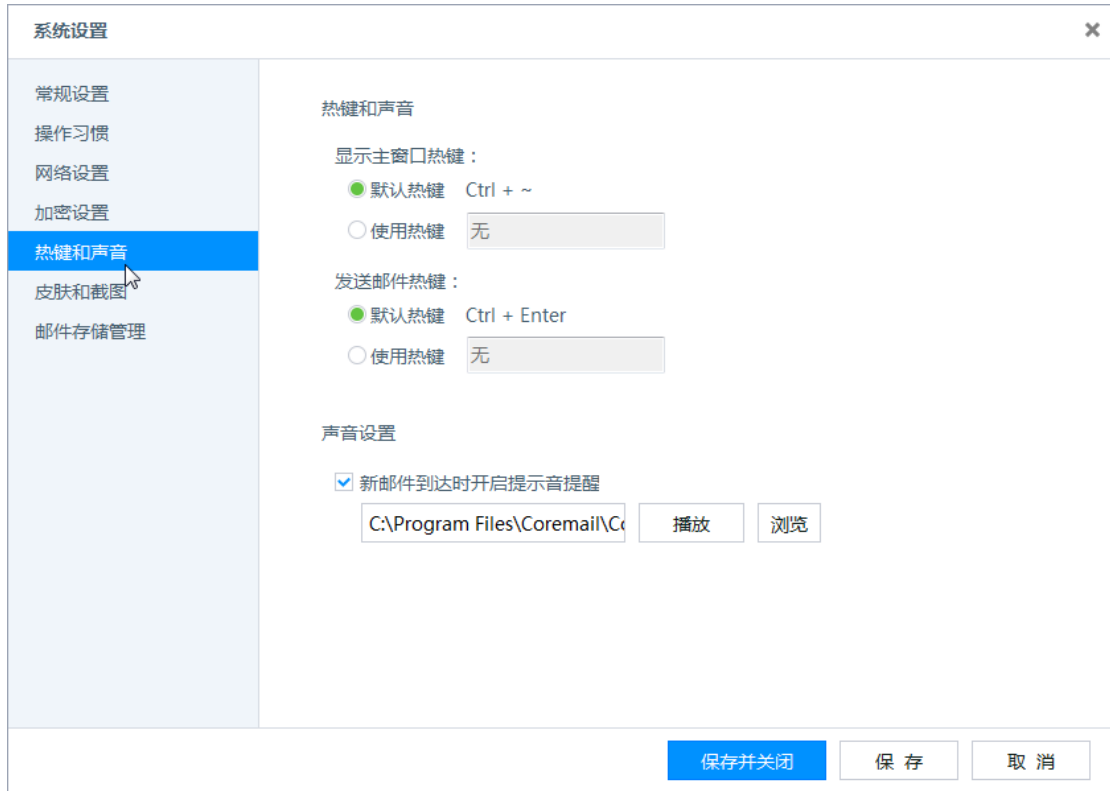 系统设置
常规设置
操作习惯
网络设置
加密设置
热键和声音
皮肤和截图
邮件存储管理
热键和声音
显示主窗口热键：
默认热键 Ctrl + ~
使用热键 无
发送邮件热键：
默认热键 Ctrl + Enter
使用热键 无
声音设置
新邮件到达时开启提示音提醒
C:\Program Files\Coremail\Co 播放 浏览
保存并关闭 保 存 取 消